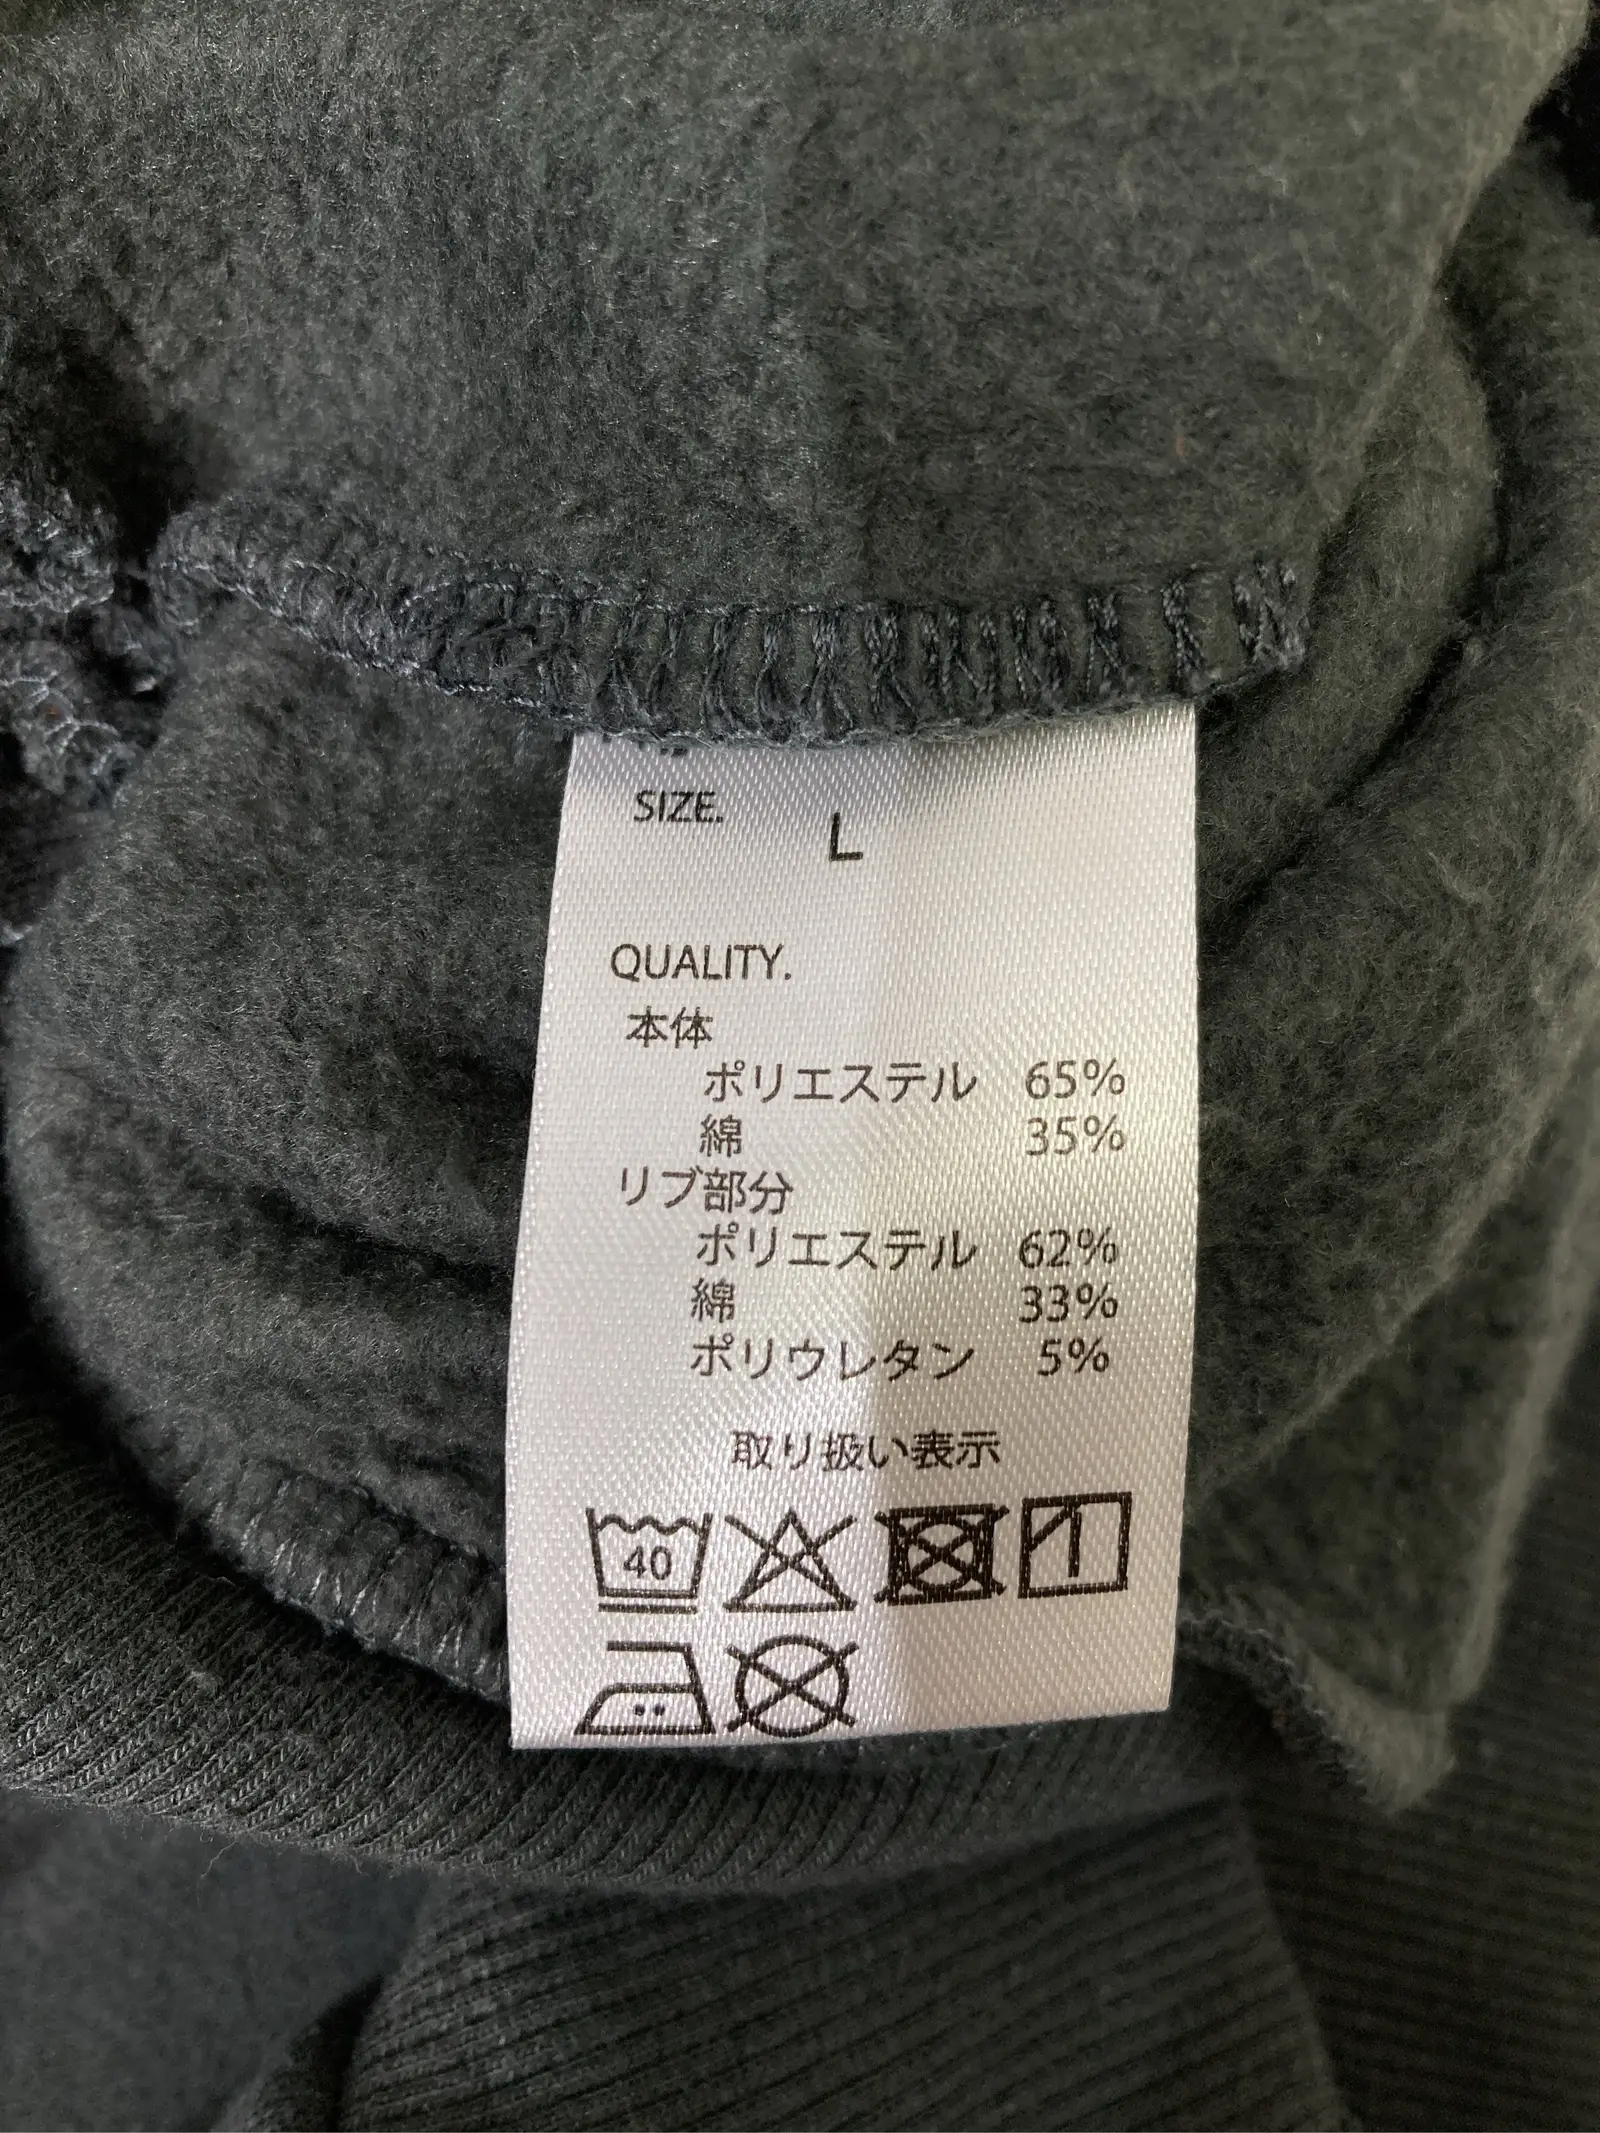 SIZE.
L
QUALITY.
本体
ポリエステル 65%
綿 35%
リブ部分
ポリエステル 62%
綿 33%
ポリウレタン 5%
取り扱い表示
40